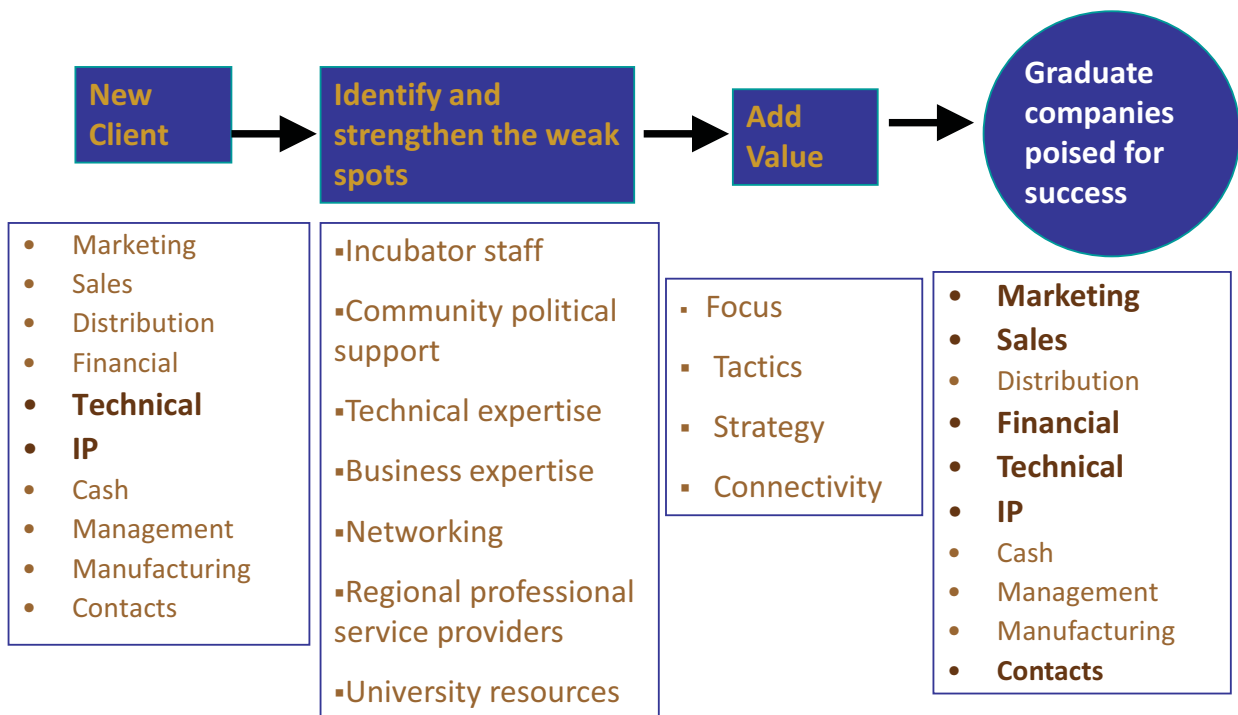 New
Client
Identify and
strengthen the weak
spots
Add
Value
Graduate
companies
poised for
success
• Marketing
• Sales
• Distribution
• Financial
• Technical
• IP
• Cash
• Management
• Manufacturing
• Contacts
▪Incubator staff
▪Community political
support
▪Technical expertise
▪Business expertise
▪Networking
▪Regional professional
service providers
▪University resources
▪ Focus
▪ Tactics
▪ Strategy
▪ Connectivity
• Marketing
• Sales
• Distribution
• Financial
• Technical
• IP
• Cash
• Management
• Manufacturing
• Contacts